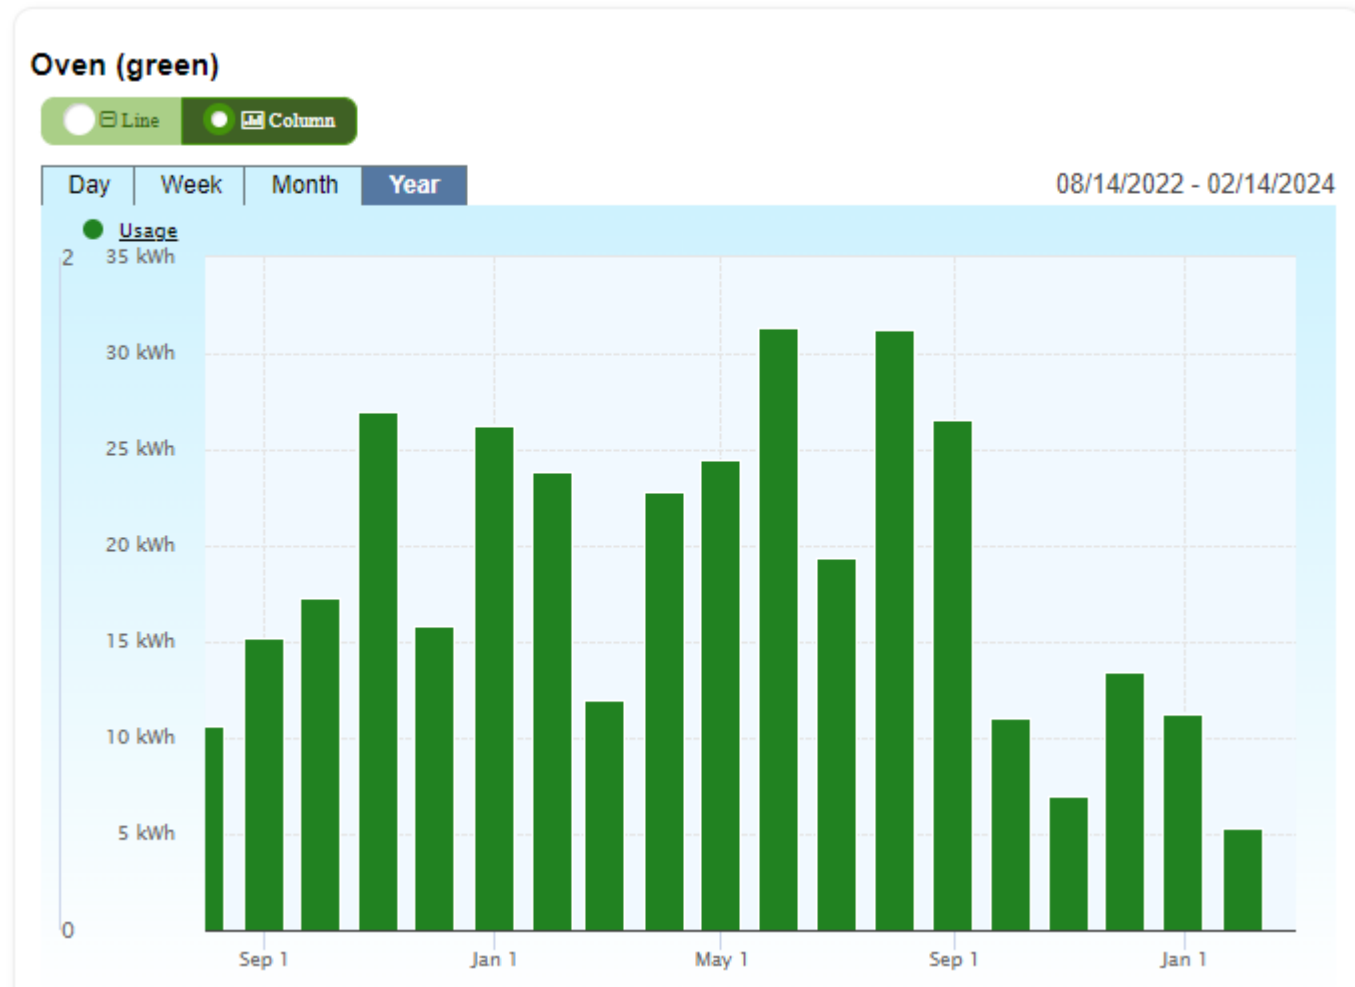 Oven (green)
Line Column
Day Week Month Year 08/14/2022 - 02/14/2024
Usage
2 35 kWh
30 kWh
25 kWh
20 kWh
15 kWh
10 kWh
5 kWh
0
Sep 1 Jan 1 May 1 Sep 1 Jan 1